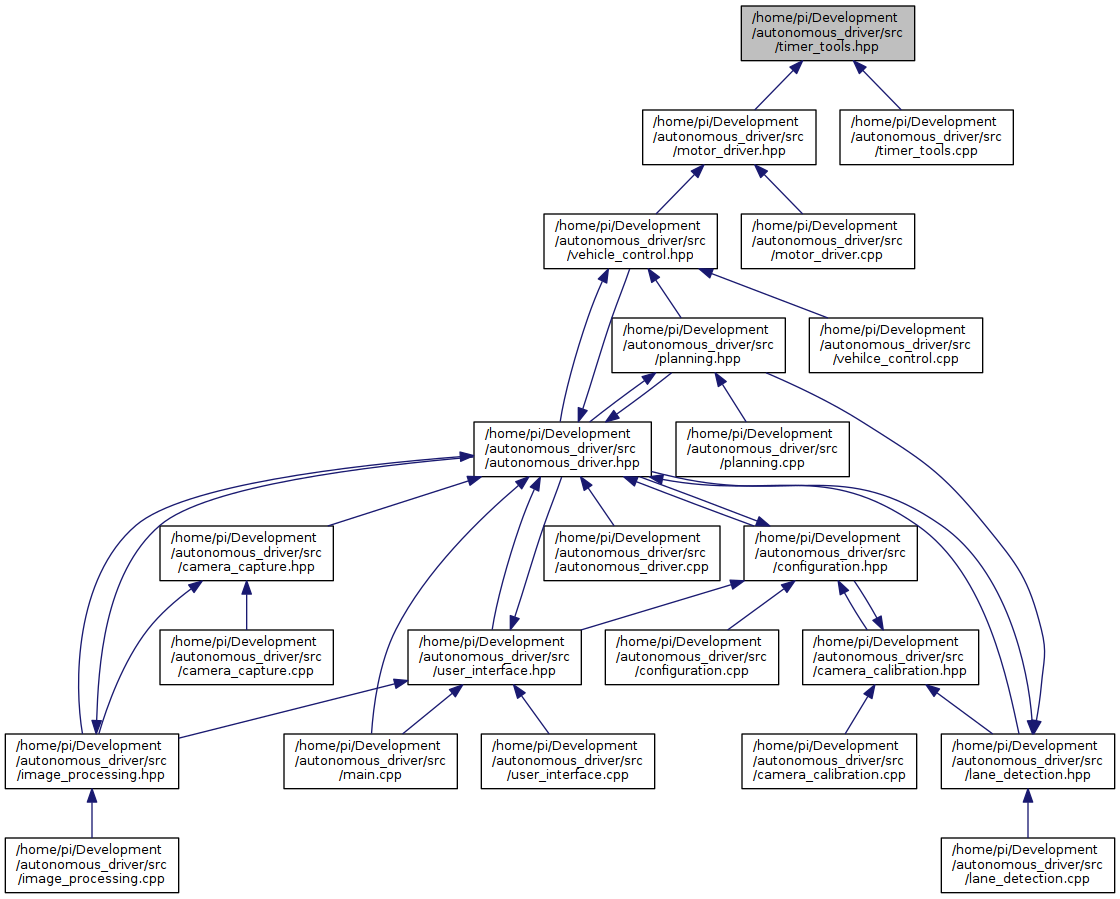 /home/pi/Development
/autonomous_driver/src
/timer_tools.hpp
/home/pi/Development
/autonomous_driver/src
/motor_driver.hpp
/home/pi/Development
/autonomous_driver/src
/timer_tools.cpp
/home/pi/Development
/autonomous_driver/src
/vehicle_control.hpp
/home/pi/Development
/autonomous_driver/src
/motor_driver.cpp
/home/pi/Development
/autonomous_driver/src
/planning.hpp
/home/pi/Development
/autonomous_driver/src
/vehilce_control.cpp
/home/pi/Development
/autonomous_driver/src
/autonomous_driver.hpp
/home/pi/Development
/autonomous_driver/src
/planning.cpp
/home/pi/Development
/autonomous_driver/src
/camera_capture.hpp
/home/pi/Development
/autonomous_driver/src
/autonomous_driver.cpp
/home/pi/Development
/autonomous_driver/src
/configuration.hpp
/home/pi/Development
/autonomous_driver/src
/camera_capture.cpp
/home/pi/Development
/autonomous_driver/src
/user_interface.hpp
/home/pi/Development
/autonomous_driver/src
/configuration.cpp
/home/pi/Development
/autonomous_driver/src
/camera_calibration.hpp
/home/pi/Development
/autonomous_driver/src
/image_processing.hpp
/home/pi/Development
/autonomous_driver/src
/main.cpp
/home/pi/Development
/autonomous_driver/src
/user_interface.cpp
/home/pi/Development
/autonomous_driver/src
/camera_calibration.cpp
/home/pi/Development
/autonomous_driver/src
/lane_detection.hpp
/home/pi/Development
/autonomous_driver/src
/image_processing.cpp
/home/pi/Development
/autonomous_driver/src
/lane_detection.cpp